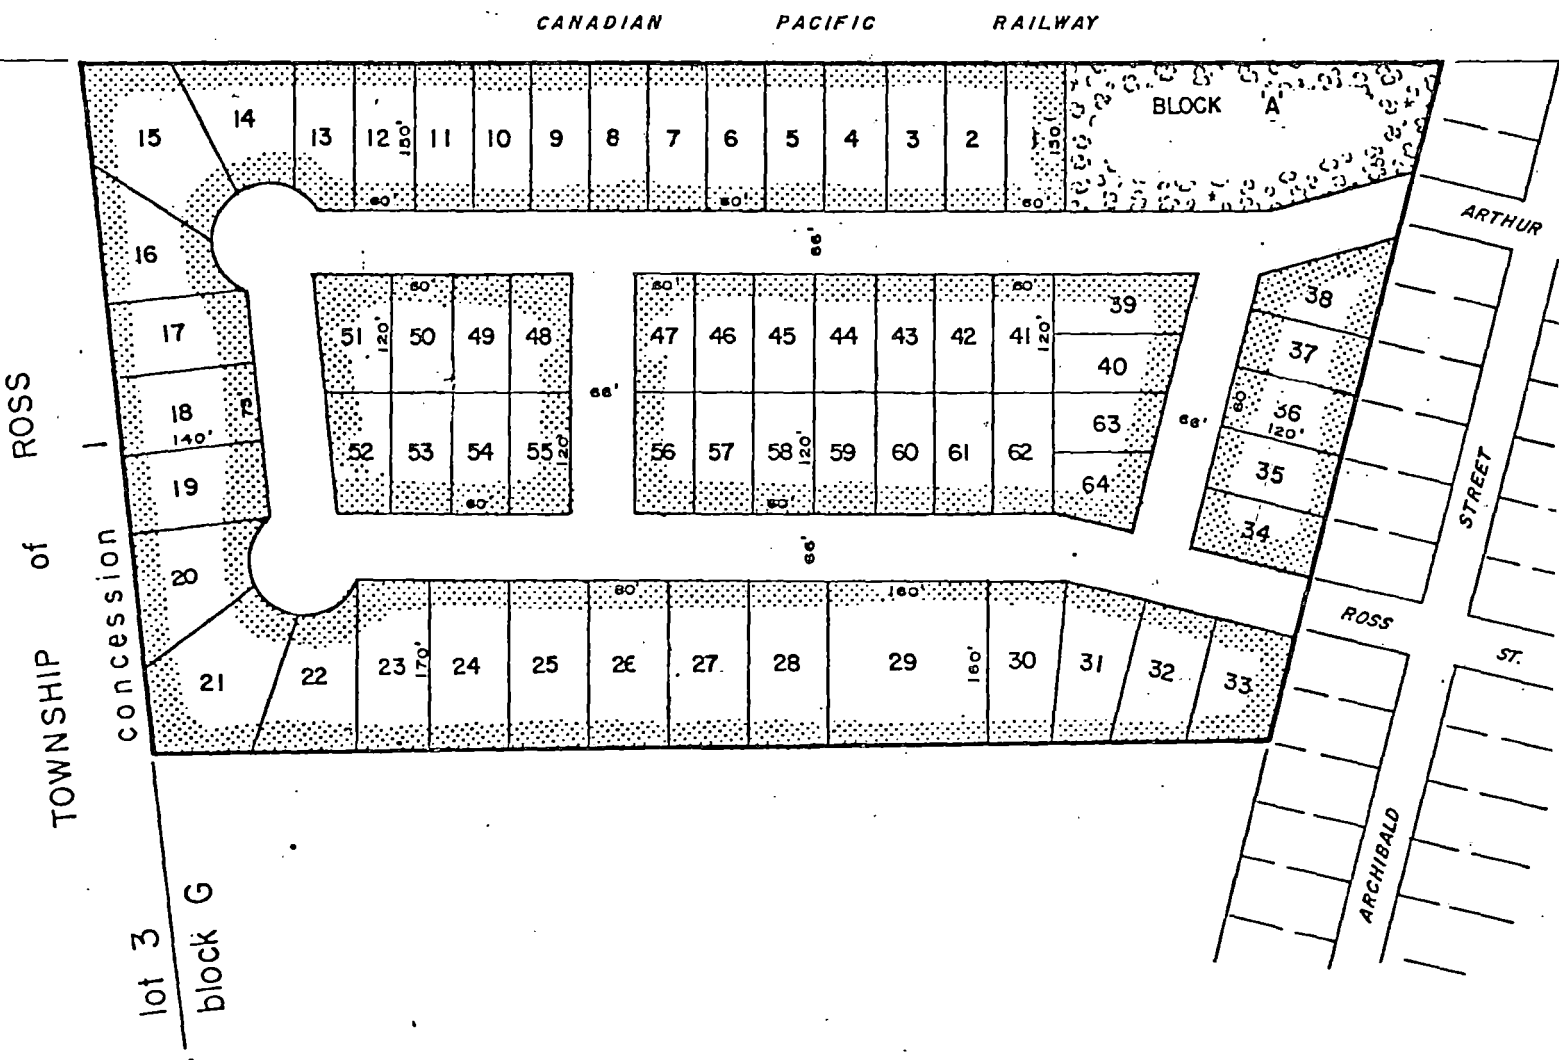 CANADIAN PACIFIC RAILWAY
BLOCK 'A'
15 14 13 12 150' 11 10 9 8 7 6 5 4 3 2 1 150'
60' 60' 60
ARTHUR
16 66'
60' 60' 60' 39 38
17 51 120' 50 49 48 47 46 45 44 43 42 41 120' 40 37
18 75 66' 66' 60' 36
140' 120'
19 52 53 54 55 120' 56 57 58 120' 59 60 61 62 63 64 35
60' 60' 34
STREET
20 66'
80' 160'
ROSS ST.
21 22 23 170' 24 25 26 27 28 29 160' 30 31 32 33
ARCHIBALD
TOWNSHIP of ROSS
concession 1
lot 3
block G